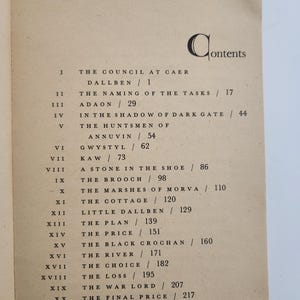 Contents
I THE COUNCIL AT CAER
DALLBEN / 1
II THE NAMING OF THE TASKS / 17
III ADAON / 29
IV IN THE SHADOW OF DARK GATE / 44
V THE HUNTSMEN OF
ANNUVIN / 54
VI GWYSTYL / 62
VII KAW / 73
VIII A STONE IN THE SHOE / 86
IX THE BROOCH / 98
X THE MARSHES OF MORVA / 110
XI THE COTTAGE / 120
XII LITTLE DALLBEN / 129
XIII THE PLAN / 139
XIV THE PRICE / 151
XV THE BLACK CROCHAN / 160
XVI THE RIVER / 171
XVII THE CHOICE / 182
XVIII THE LOSS / 195
XIX THE WAR LORD / 207
XX THE FINAL PRICE / 217